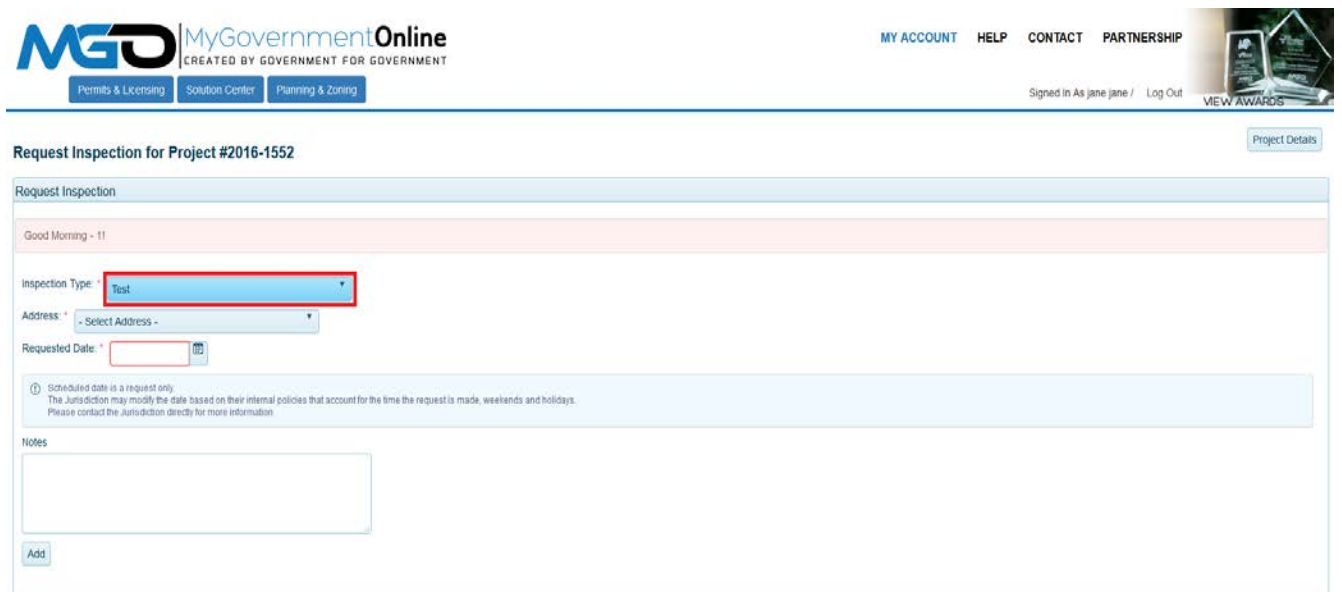 MGO MyGovernmentOnline
CREATED BY GOVERNMENT FOR GOVERNMENT
MY ACCOUNT HELP CONTACT PARTNERSHIP
Permits & Licensing Solution Center Planning & Zoning
Signed In As jane jane / Log Out
VIEW AWARDS
Project Details
Request Inspection for Project #2016-1552
Request Inspection
Good Morning - 1!
Inspection Type: * Test
Address: * - Select Address -
Requested Date: *
Scheduled date is a request only.
The Jurisdiction may modify the date based on their internal policies that account for the time the request is made, weekends and holidays.
Please contact the Jurisdiction directly for more information.
Notes
Add